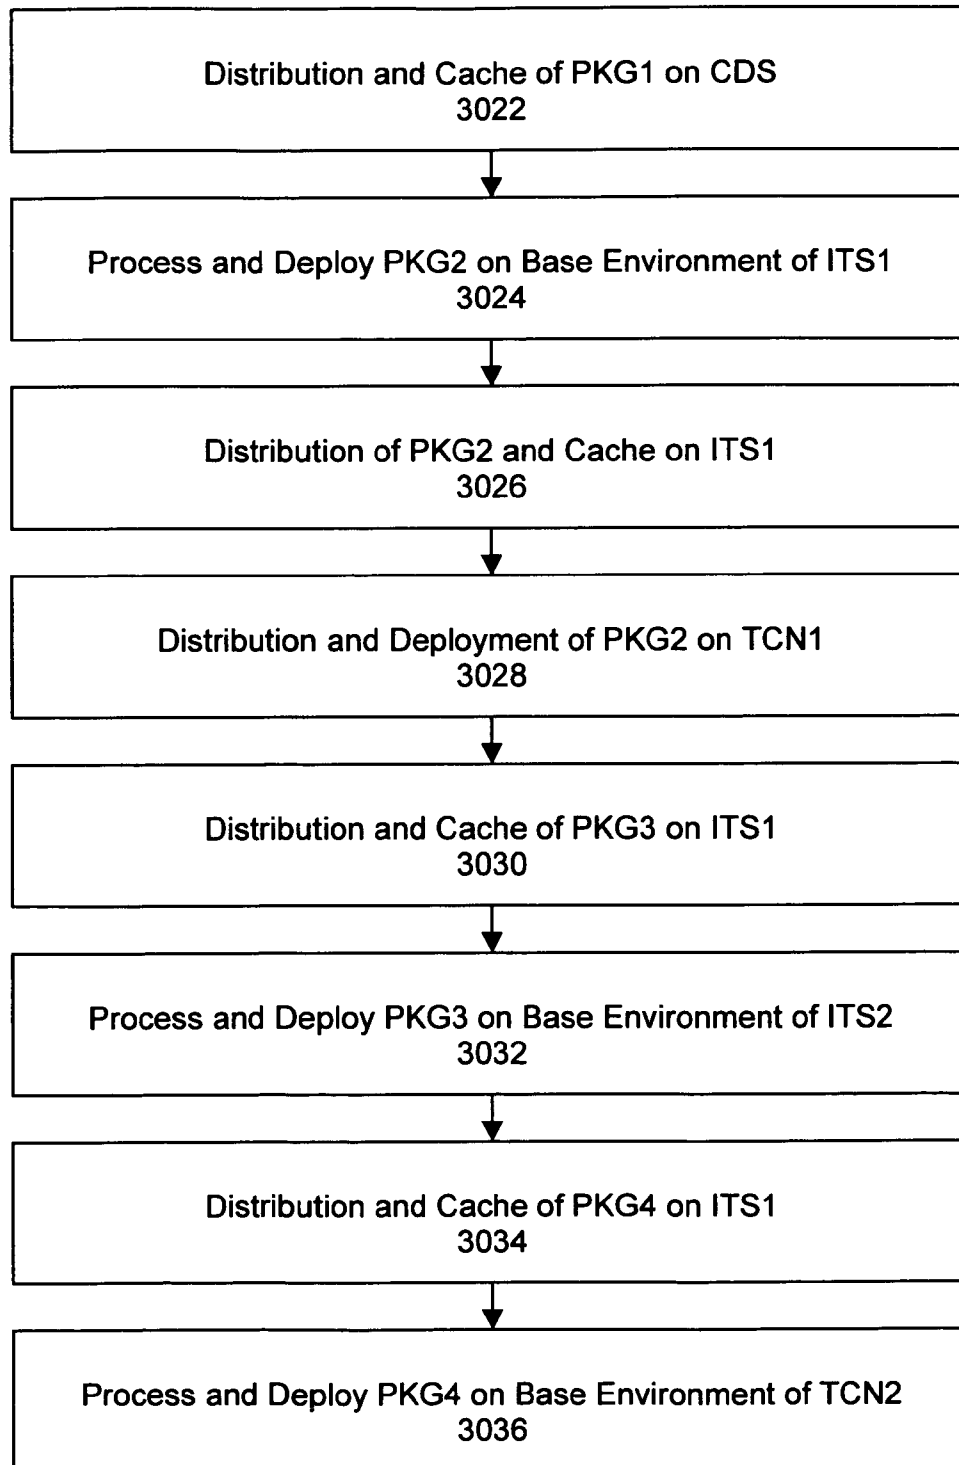 Distribution and Cache of PKG1 on CDS
3022
Process and Deploy PKG2 on Base Environment of ITS1
3024
Distribution of PKG2 and Cache on ITS1
3026
Distribution and Deployment of PKG2 on TCN1
3028
Distribution and Cache of PKG3 on ITS1
3030
Process and Deploy PKG3 on Base Environment of ITS2
3032
Distribution and Cache of PKG4 on ITS1
3034
Process and Deploy PKG4 on Base Environment of TCN2
3036